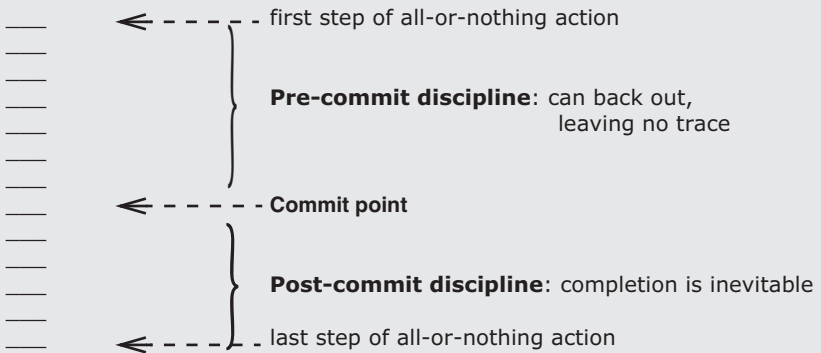 first step of all-or-nothing action
Pre-commit discipline: can back out,
leaving no trace
Commit point
Post-commit discipline: completion is inevitable
last step of all-or-nothing action